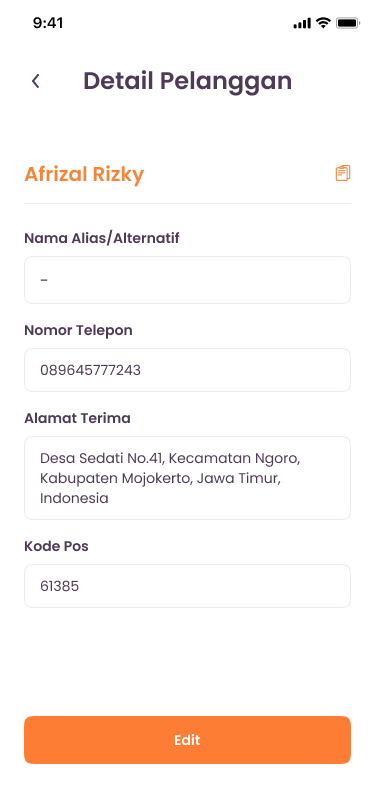 9:41
Detail Pelanggan
Afrizal Rizky
Nama Alias/Alternatif
-
Nomor Telepon
089645777243
Alamat Terima
Desa Sedati No.41, Kecamatan Ngoro,
Kabupaten Mojokerto, Jawa Timur,
Indonesia
Kode Pos
61385
Edit